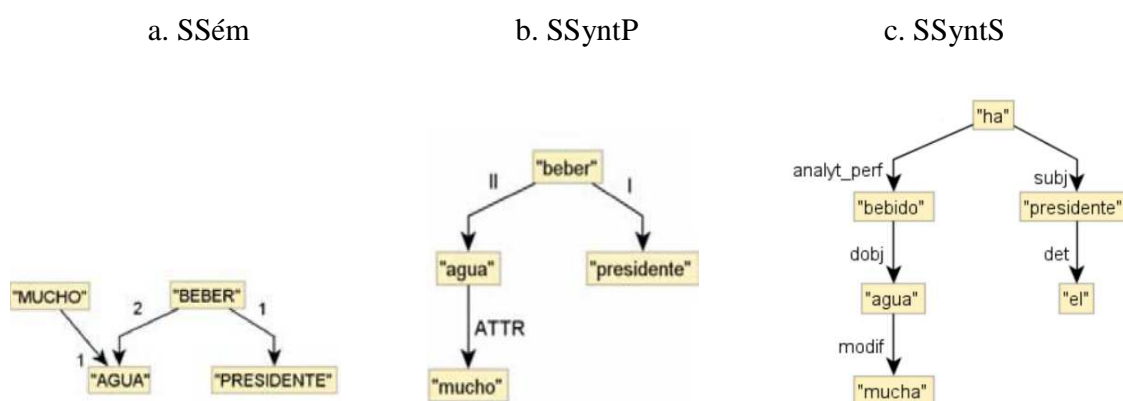 a. SSém b. SSyntP c. SSyntS
"MUCHO" "BEBER"
2 1
1
"AGUA" "PRESIDENTE"
"beber"
II I
"agua" "presidente"
ATTR
"mucho"
"ha"
analyt_perf subj
"bebido" "presidente"
dobj det
"agua" "el"
modif
"mucha"